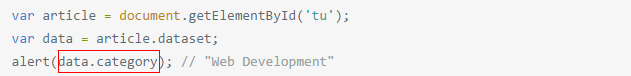 var article = document.getElementById('tu');
var data = article.dataset;
alert(data.category); // "Web Development"